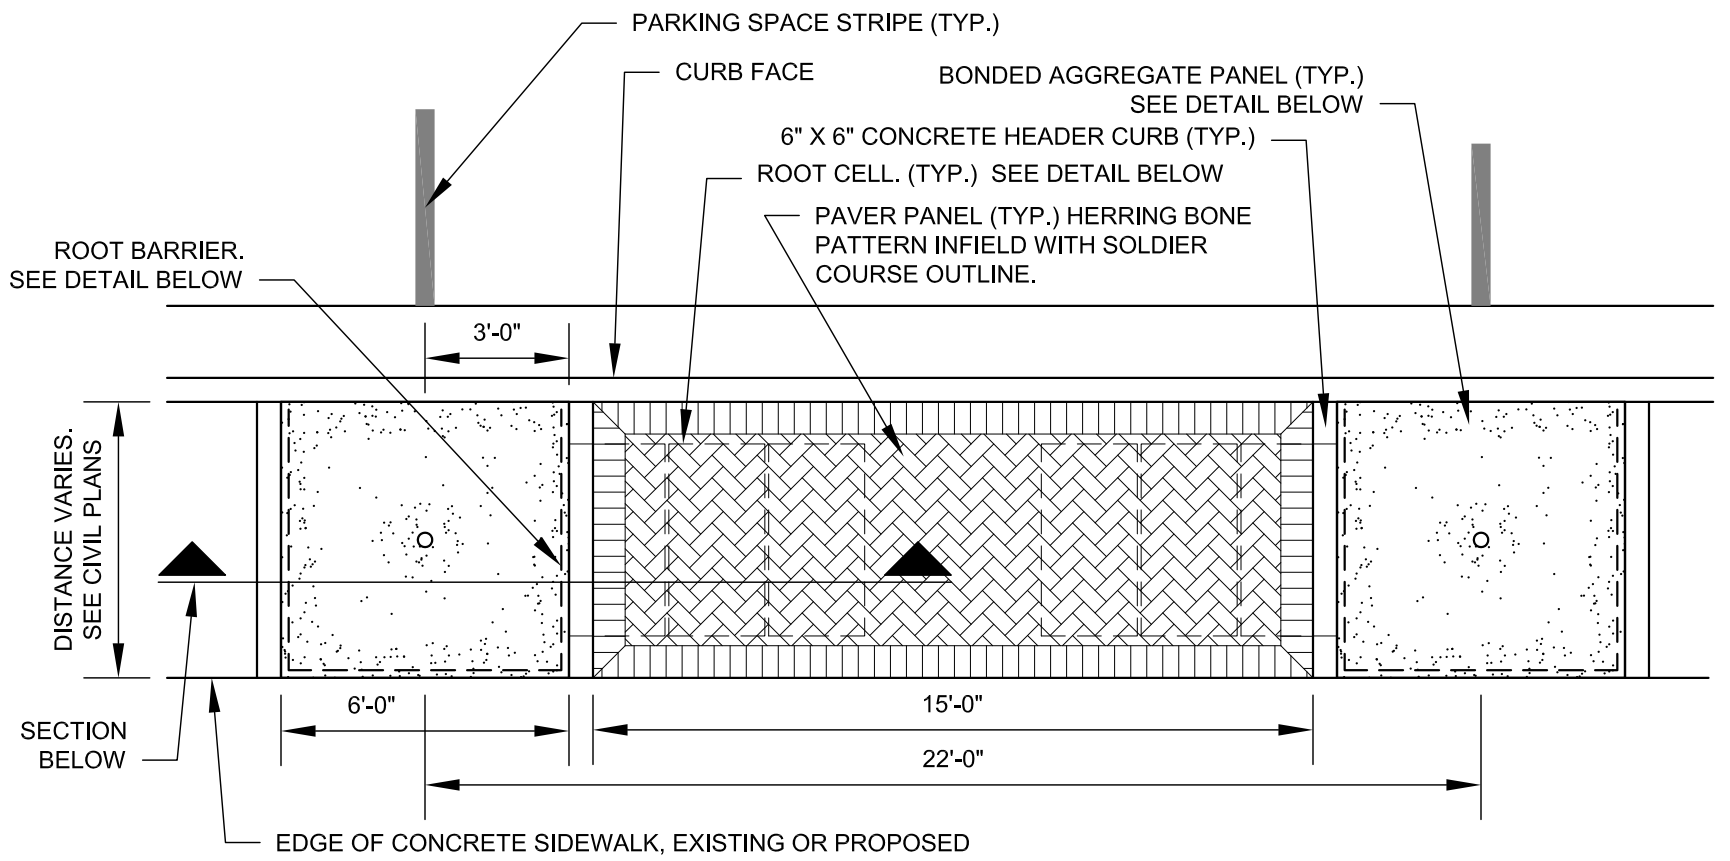 PARKING SPACE STRIPE (TYP.)
CURB FACE
BONDED AGGREGATE PANEL (TYP.)
SEE DETAIL BELOW
6" X 6" CONCRETE HEADER CURB (TYP.)
ROOT CELL. (TYP.) SEE DETAIL BELOW
PAVER PANEL (TYP.) HERRING BONE
PATTERN INFIELD WITH SOLDIER
COURSE OUTLINE.
ROOT BARRIER.
SEE DETAIL BELOW
3'-0"
DISTANCE VARIES.
SEE CIVIL PLANS
6'-0"
15'-0"
22'-0"
SECTION
BELOW
EDGE OF CONCRETE SIDEWALK, EXISTING OR PROPOSED